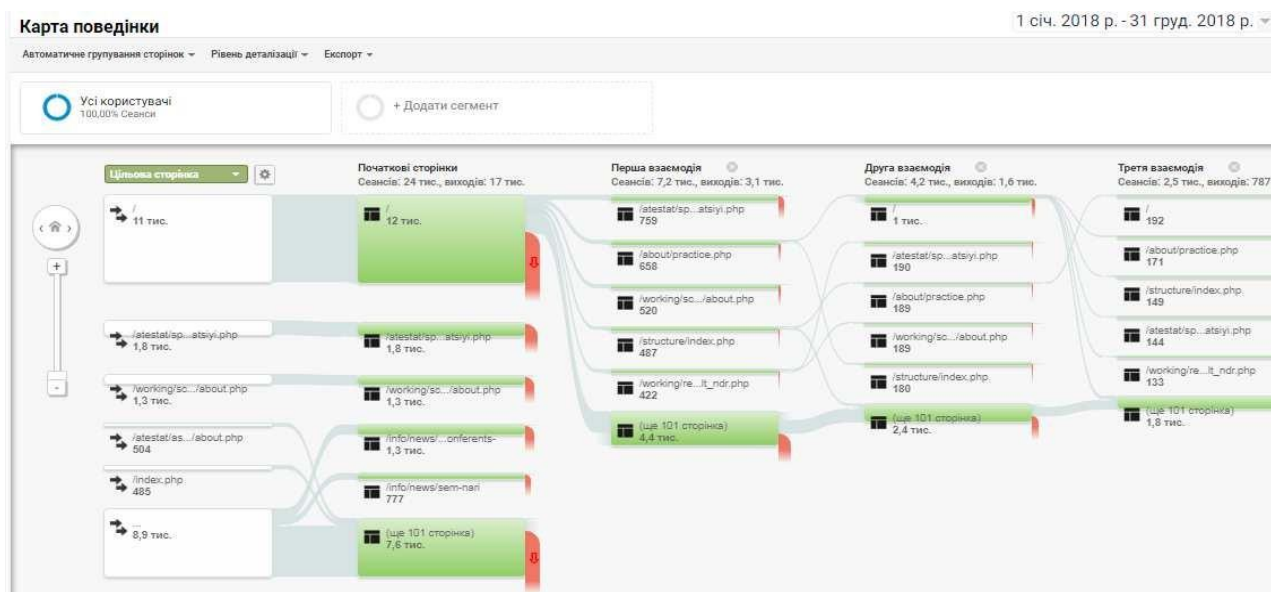 Карта поведінки
1 січ. 2018 р. - 31 груд. 2018 р.
Автоматичне групування сторінок
Рівень деталізації
Експорт
Усі користувачі
100,00% Сеанси
+ Додати сегмент
Цільова сторінка
/
11 тис.
/atestat/sp...atsiyi.php
1,8 тис.
/working/sc.../about.php
1,3 тис.
/atestat/as.../about.php
504
/index.php
485
...
8,9 тис.
Початкові сторінки
Сеансів: 24 тис., виходів: 17 тис.
/
12 тис.
/atestat/sp...atsiyi.php
1,8 тис.
/working/sc.../about.php
1,3 тис.
/info/news/...onferents-
1,3 тис.
/info/news/sem-nari
777
(ще 101 сторінка)
7,6 тис.
Перша взаємодія
Сеансів: 7,2 тис., виходів: 3,1 тис.
/atestat/sp...atsiyi.php
759
/about/practice.php
658
/working/sc.../about.php
520
/structure/index.php
487
/working/re...lt_ndr.php
422
(ще 101 сторінка)
4,4 тис.
Друга взаємодія
Сеансів: 4,2 тис., виходів: 1,6 тис.
/
1 тис.
/atestat/sp...atsiyi.php
190
/about/practice.php
189
/working/sc.../about.php
189
/structure/index.php
180
(ще 101 сторінка)
2,4 тис.
Третя взаємодія
Сеансів: 2,5 тис., виходів: 787
/
192
/about/practice.php
171
/structure/index.php
149
/atestat/sp...atsiyi.php
144
/working/re...lt_ndr.php
133
(ще 101 сторінка)
1,8 тис.